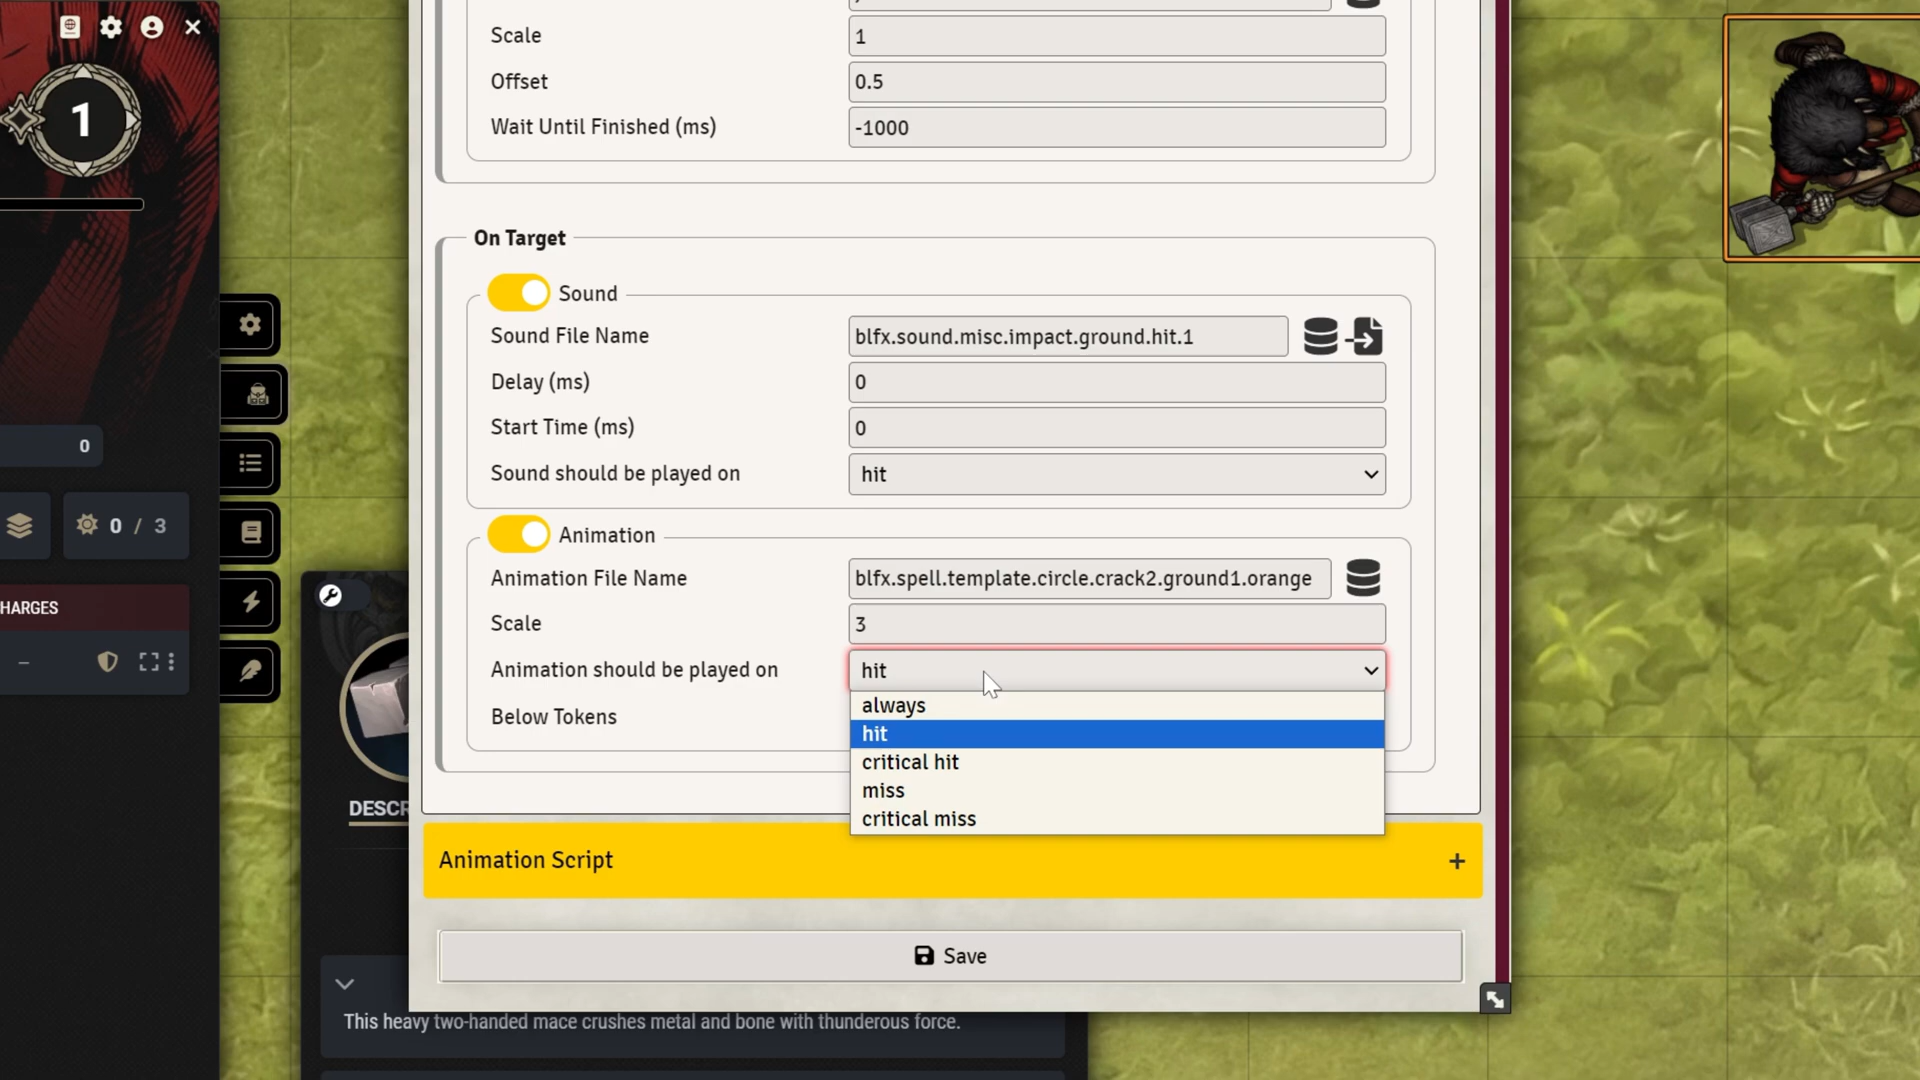 Scale 1
Offset 0.5
Wait Until Finished (ms) -1000
1
On Target
Sound
Sound File Name blfx.sound.misc.impact.ground.hit.1
Delay (ms) 0
Start Time (ms) 0
Sound should be played on hit
0
0 / 3
Animation
Animation File Name blfx.spell.template.circle.crack2.ground1.orange
HARGES
Scale 3
–
Animation should be played on hit
always
Below Tokens
hit
critical hit
miss
critical miss
DESCR
Animation Script +
Save
This heavy two-handed mace crushes metal and bone with thunderous force.